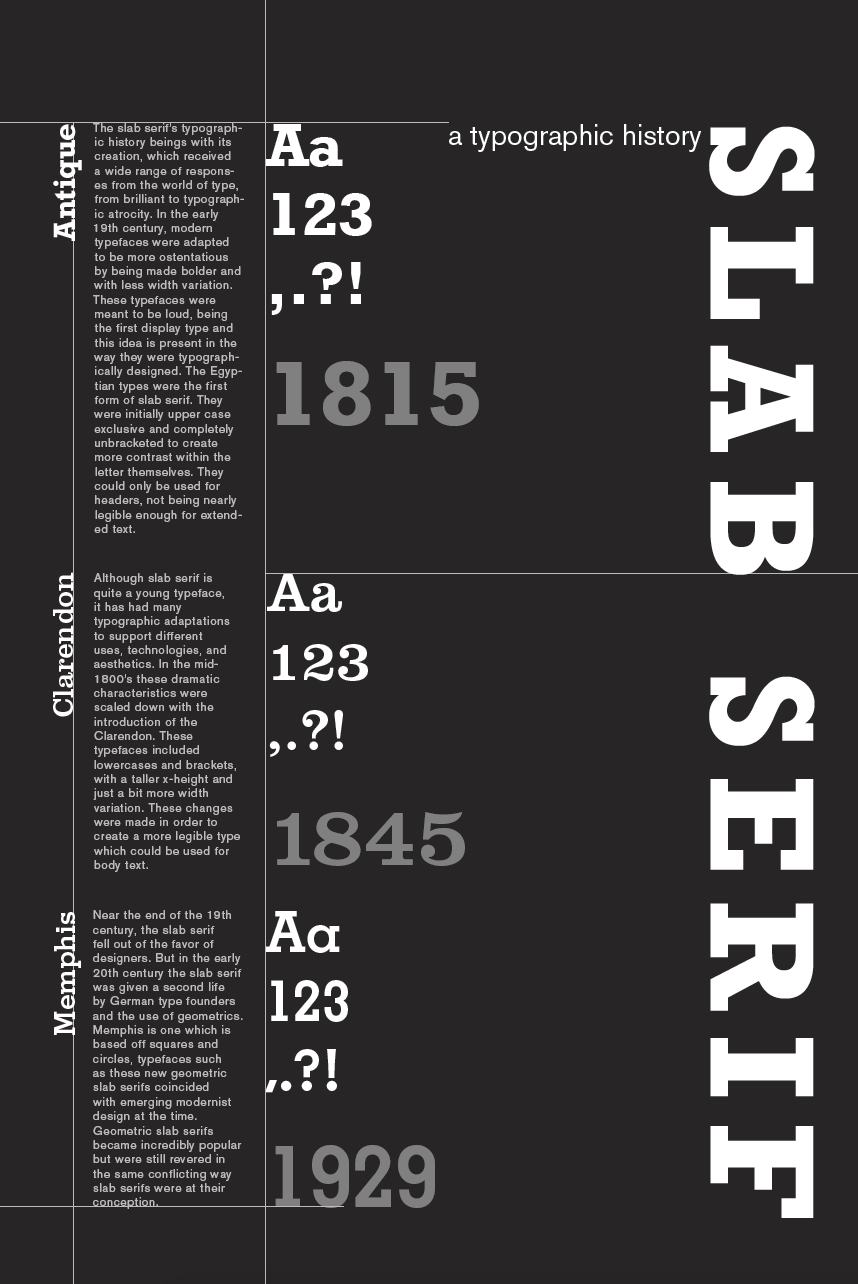 a typographic history
SLAB SERIF
Antique
The slab serif's typograph-
ic history beings with its
creation, which received
a wide range of respons-
es from the world of type,
from brilliant to typograph-
ic atrocity. In the early
19th century, modern
typefaces were adapted
to be more ostentatious
by being made bolder and
with less width variation.
These typefaces were
meant to be loud, being
the first display type and
this idea is present in the
way they were typograph-
ically designed. The Egyp-
tian types were the first
form of slab serif. They
were initially upper case
exclusive and completely
unbracketed to create
more contrast within the
letter themselves. They
could only be used for
headers, not being nearly
legible enough for extend-
ed text.
Aa
123
,.?!
1815
Clarendon
Although slab serif is
quite a young typeface,
it has had many
typographic adaptations
to support different
uses, technologies, and
aesthetics. In the mid-
1800's these dramatic
characteristics were
scaled down with the
introduction of the
Clarendon. These
typefaces included
lowercases and brackets,
with a taller x-height and
just a bit more width
variation. These changes
were made in order to
create a more legible type
which could be used for
body text.
Aa
123
,.?!
1845
Memphis
Near the end of the 19th
century, the slab serif
fell out of the favor of
designers. But in the early
20th century the slab serif
was given a second life
by German type founders
and the use of geometrics.
Memphis is one which is
based off squares and
circles, typefaces such
as these new geometric
slab serifs coincided
with emerging modernist
design at the time.
Geometric slab serifs
became incredibly popular
but were still revered in
the same conflicting way
slab serifs were at their
conception.
Aa
123
,.?!
1929